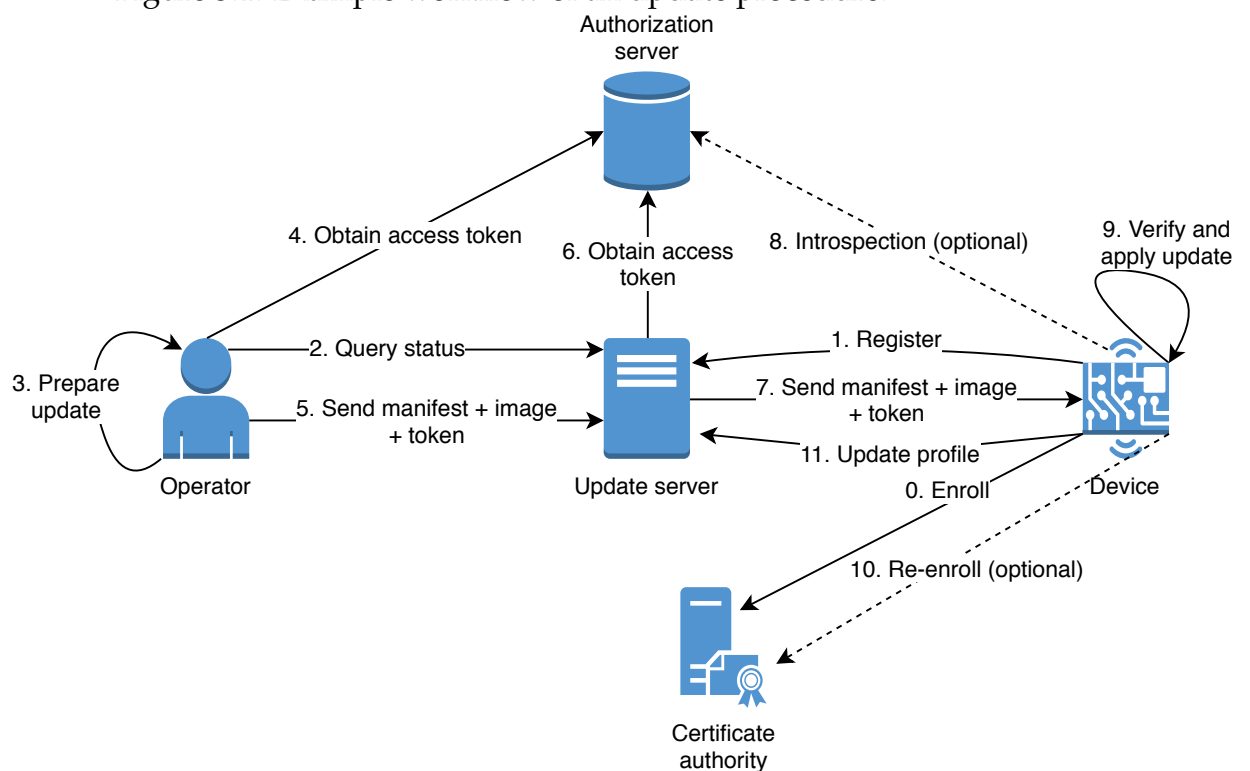 Authorization
server
4. Obtain access token
6. Obtain access
token
8. Introspection (optional)
9. Verify and
apply update
3. Prepare
update
2. Query status
1. Register
5. Send manifest + image
+ token
7. Send manifest + image
+ token
11. Update profile
Operator
Update server
0. Enroll
Device
10. Re-enroll (optional)
Certificate
authority